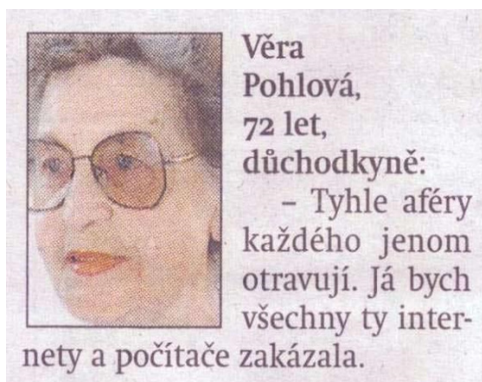 Věra
Pohlová,
72 let,
důchodkyně:
– Tyhle aféry
každého jenom
otravují. Já bych
všechny ty inter-
nety a počítače zakázala.